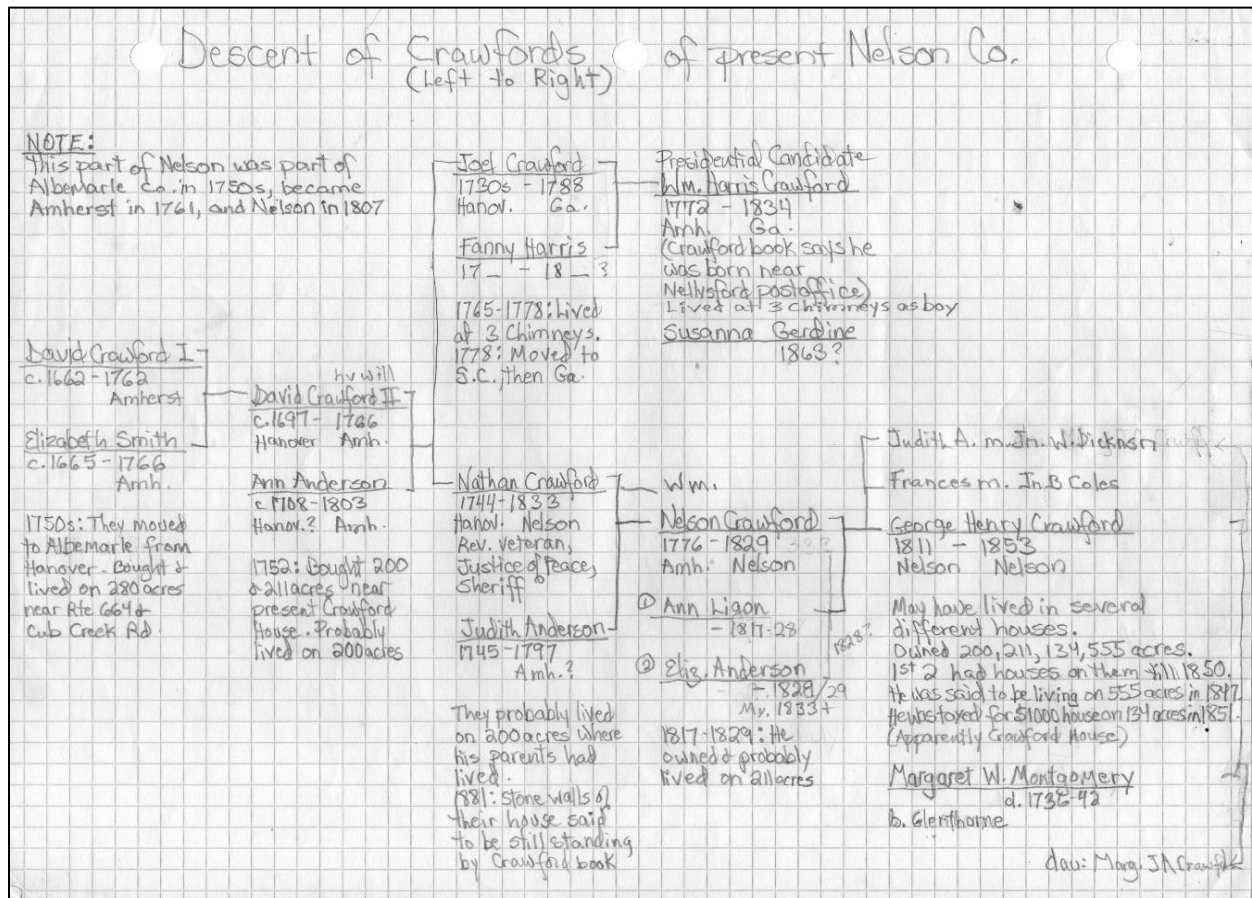 Descent of Crawfords of present Nelson Co.
(Left to Right)
NOTE:
This part of Nelson was part of
Albemarle Co. in 1750s, became
Amherst in 1761, and Nelson in 1807
David Crawford I
c. 1662 - 1762
Amherst
Elizabeth Smith
c. 1665 - 1766
Amh.
1750s: They moved
to Albemarle from
Hanover. Bought &
lived on 280 acres
near Rte 664 &
Cub Creek Rd.
hv will
David Crawford II
c. 1697 - 1766
Hanover Amh.
Ann Anderson
c 1708 - 1803
Hanov.? Amh.
1752: Bought 200
& 211 acres near
present Crawford
House. Probably
lived on 200 acres
Joel Crawford
1730s - 1788
Hanov. Ga.
Fanny Harris
17_ - 18_ ?
1765-1778: Lived
at 3 Chimneys.
1778: Moved to
S.C., then Ga.
Nathan Crawford
1744-1833
Hanov. Nelson
Rev. Veteran,
Justice of Peace,
Sheriff
Judith Anderson
1745-1797
Amh.?
They probably lived
on 200 acres where
his parents had
lived.
1881: Stone walls of
their house said
to be still standing
by Crawford book
Presidential Candidate
Wm. Harris Crawford
1772 - 1834
Amh. Ga.
(Crawford book says he
was born near
Nellysford postoffice)
Lived at 3 Chimneys as boy
Susanna Gerdine
1863?
Wm.
Nelson Crawford
1776 - 1829
Amh. Nelson
① Ann Ligon
- 1817-28
1828?
② Eliz. Anderson
- 1828/29
My. 1833+
1817-1829: He
owned & probably
lived on 211 acres
Judith A. m. Jn. W. Dicknsn
Frances m. Jn. B Coles
George Henry Crawford
1811 - 1853
Nelson Nelson
May have lived in several
different houses.
Owned 200, 211, 134, 555 acres.
1st 2 had houses on them till 1850.
He was said to be living on 555 acres in 1847.
He was taxed for $1000 house on 134 acres in 1851.
(Apparently Crawford House)
Margaret W. Montgomery
d. 1736-42
b. Glenthorne
dau: Marg. JA Crawford